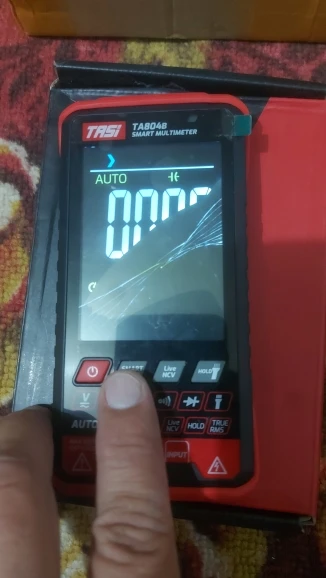 TASI
TA804B
SMART MULTIMETER
AUTO
Live
NCV
HOLD
V
AUTO
Live
NCV
HOLD
TRUE
RMS
INPUT